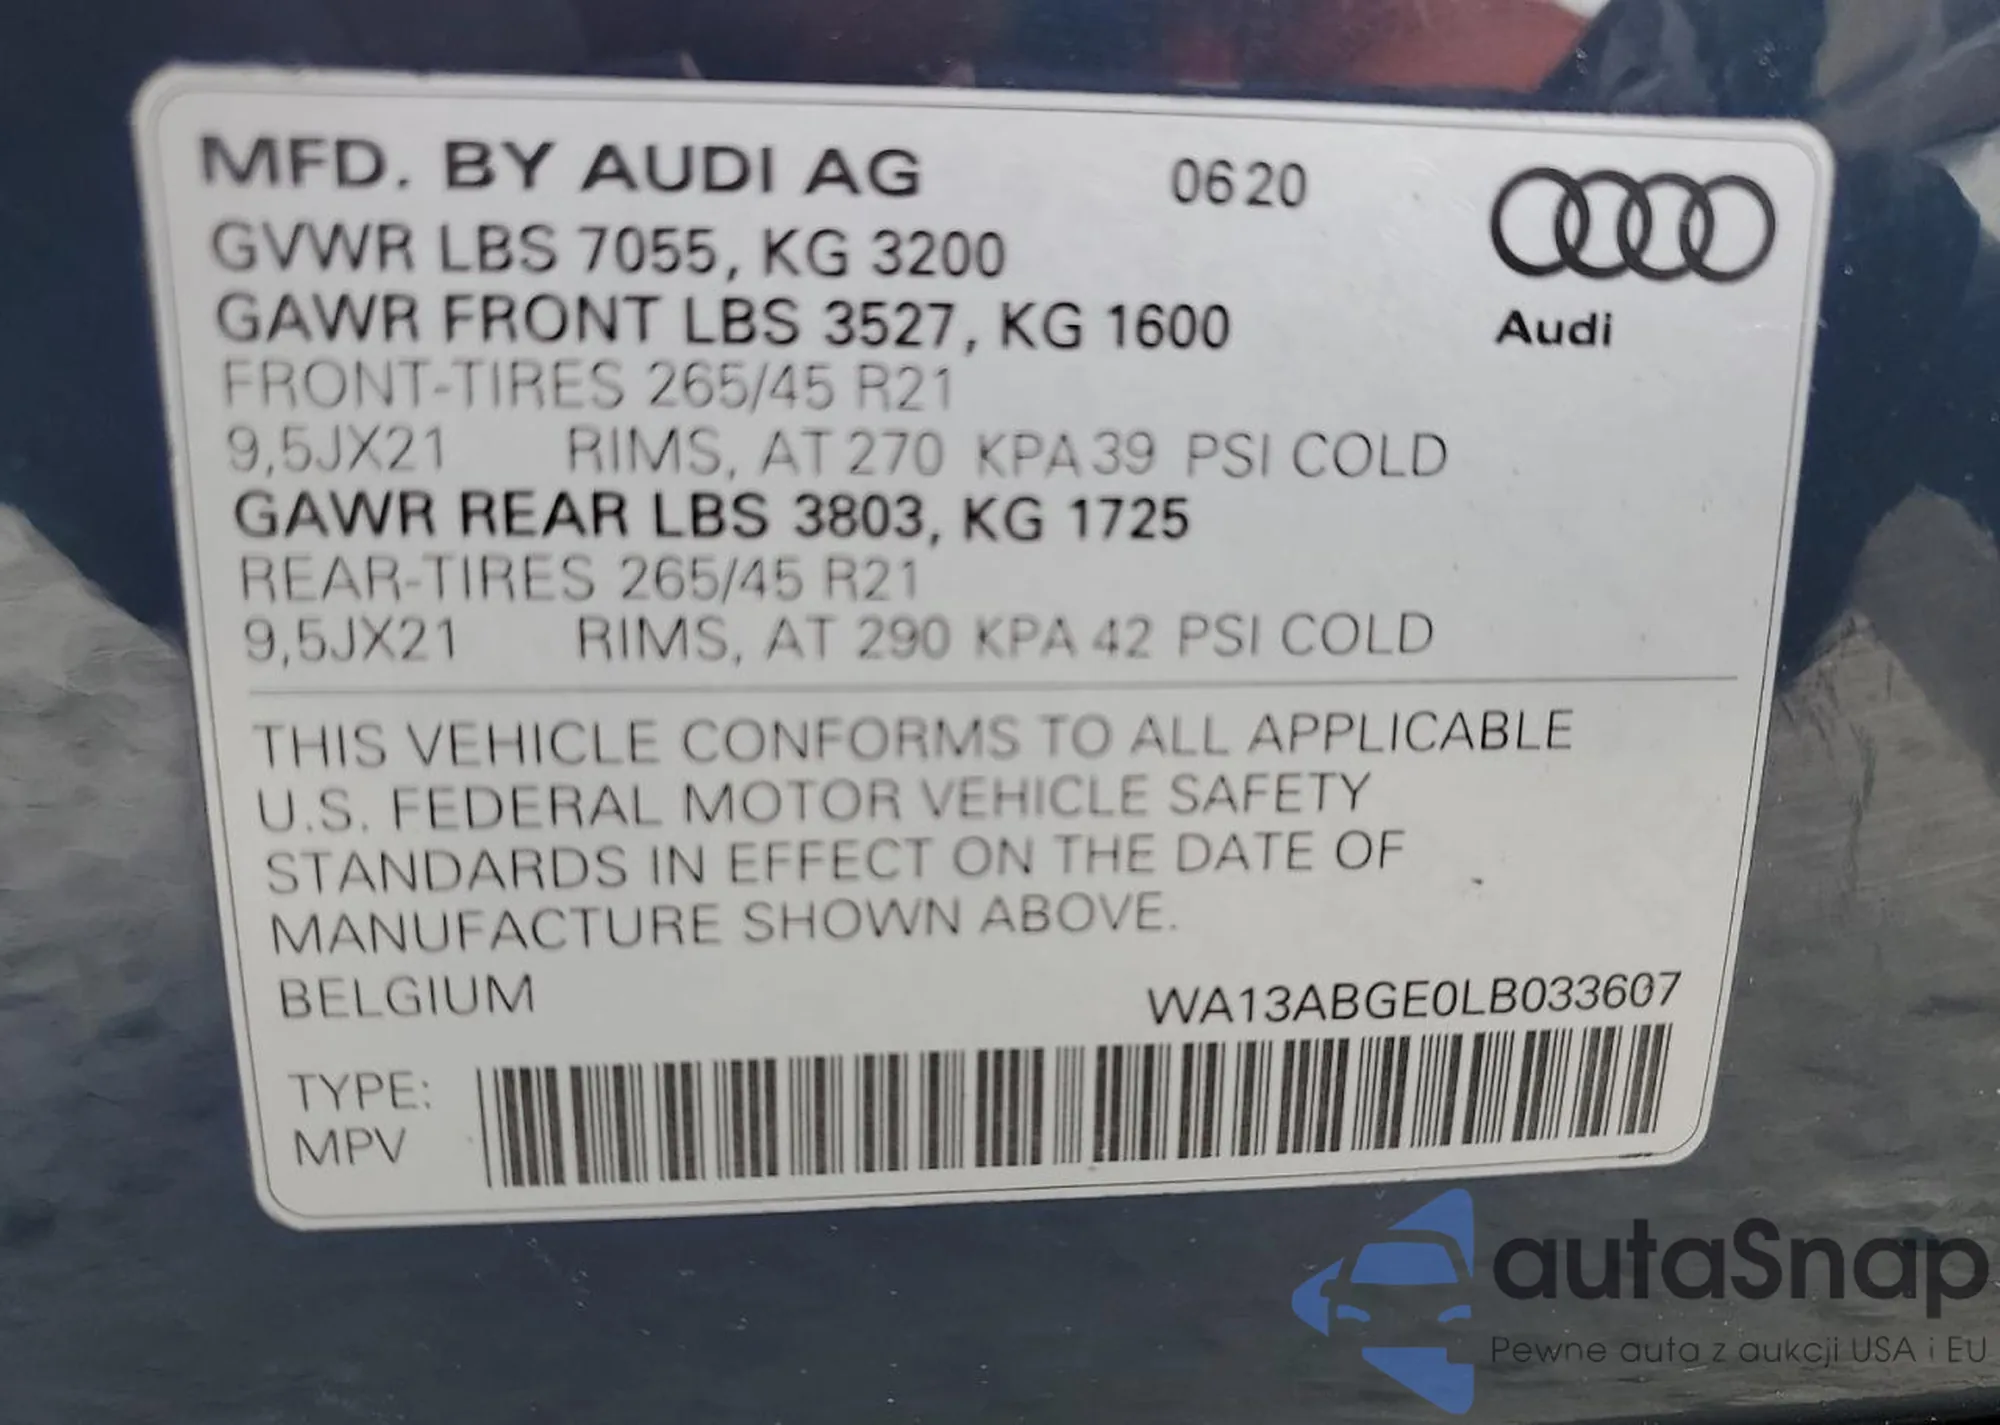 MFD. BY AUDI AG 0620
GVWR LBS 7055, KG 3200
GAWR FRONT LBS 3527, KG 1600
Audi
FRONT-TIRES 265/45 R21
9,5JX21 RIMS, AT 270 KPA 39 PSI COLD
GAWR REAR LBS 3803, KG 1725
REAR-TIRES 265/45 R21
9,5JX21 RIMS, AT 290 KPA 42 PSI COLD
THIS VEHICLE CONFORMS TO ALL APPLICABLE
U.S. FEDERAL MOTOR VEHICLE SAFETY
STANDARDS IN EFFECT ON THE DATE OF
MANUFACTURE SHOWN ABOVE.
BELGIUM WA13ABGE0LB033607
TYPE:
MPV
autaSnap
Pewne auta z aukcji USA i EU